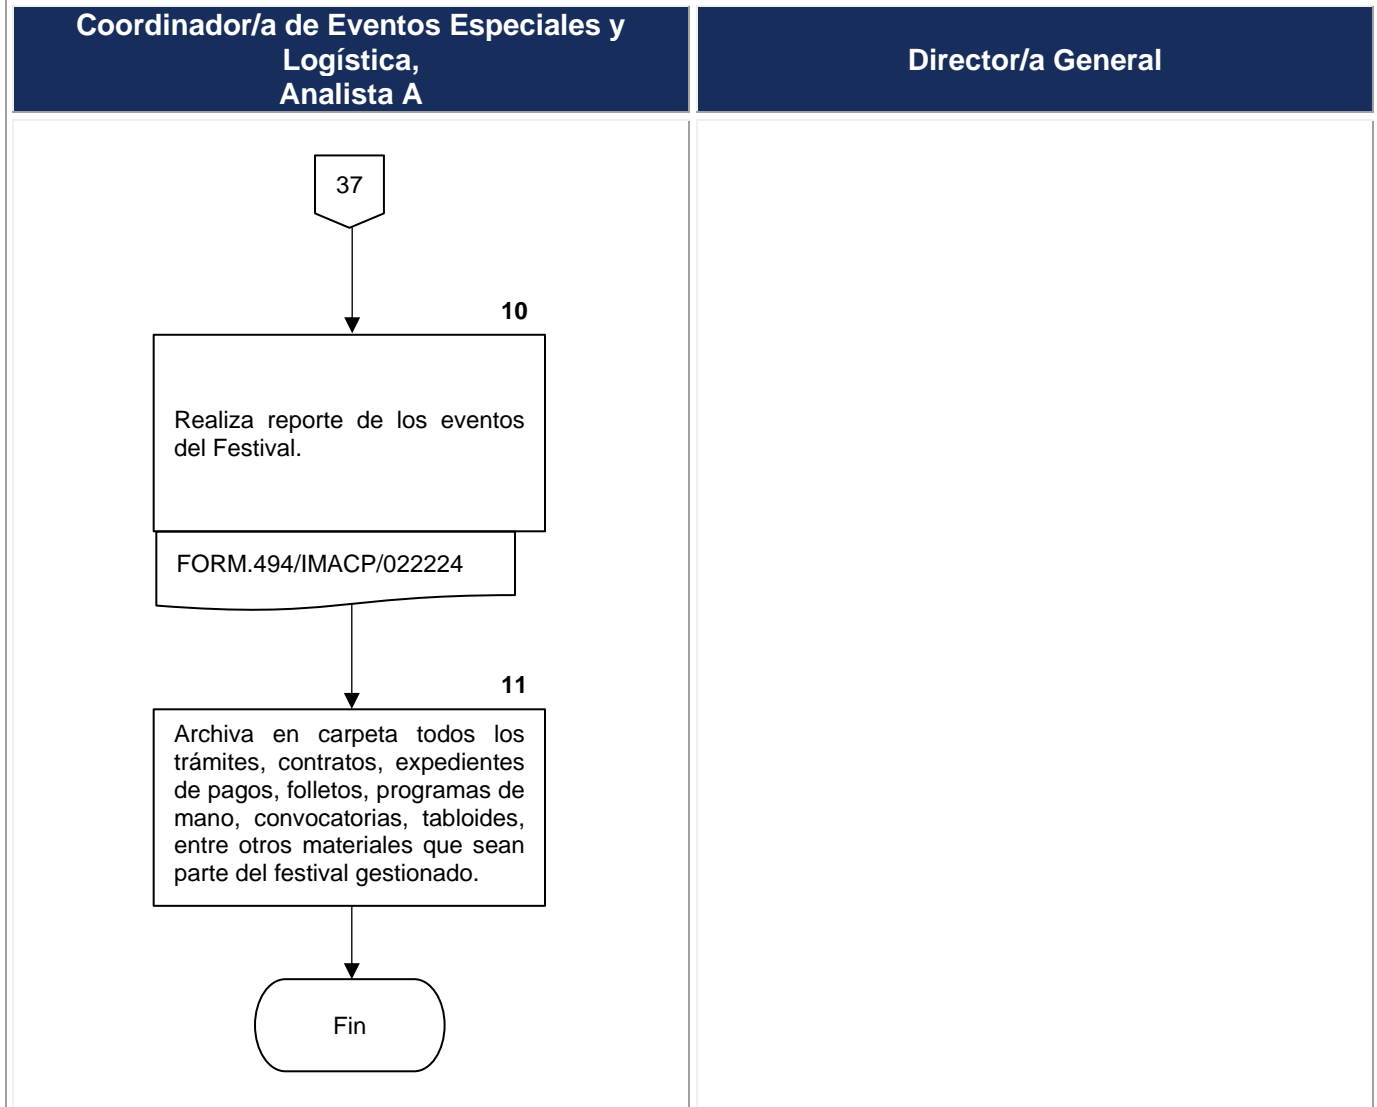 Coordinador/a de Eventos Especiales y
Logística,
Analista A
Director/a General
37
10
Realiza reporte de los eventos
del Festival.
FORM.494/IMACP/022224
11
Archiva en carpeta todos los
trámites, contratos, expedientes
de pagos, folletos, programas de
mano, convocatorias, tabloides,
entre otros materiales que sean
parte del festival gestionado.
Fin